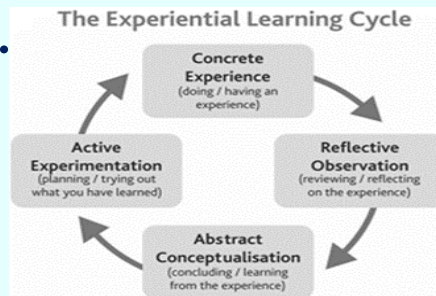 The Experiential Learning Cycle
Concrete
Experience
(doing / having an
experience)
Reflective
Observation
(reviewing / reflecting
on the experience)
Abstract
Conceptualisation
(concluding / learning
from the experience)
Active
Experimentation
(planning / trying out
what you have learned)